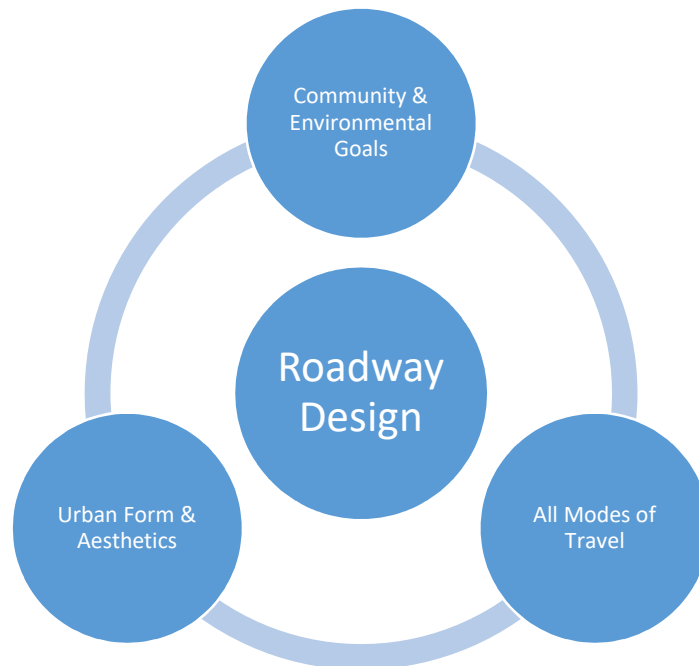 Community &
Environmental
Goals
Roadway
Design
Urban Form &
Aesthetics
All Modes of
Travel